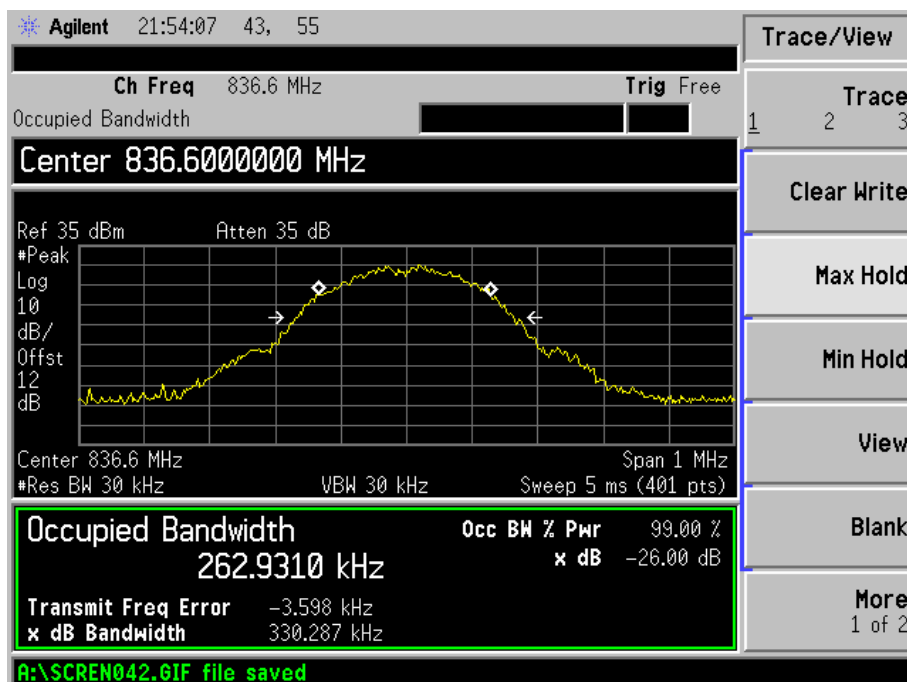 Agilent 21:54:07 43, 55
Trace/View
Ch Freq 836.6 MHz Trig Free
Occupied Bandwidth
Center 836.6000000 MHz
Ref 35 dBm Atten 35 dB
#Peak
Log
10
dB/
Offst
12
dB
Center 836.6 MHz Span 1 MHz
#Res BW 30 kHz VBW 30 kHz Sweep 5 ms (401 pts)
Occupied Bandwidth Occ BW % Pwr 99.00 %
262.9310 kHz x dB -26.00 dB
Transmit Freq Error -3.598 kHz
x dB Bandwidth 330.287 kHz
A:\SCREN042.GIF file saved
Trace
1 2 3
Clear Write
Max Hold
Min Hold
View
Blank
More
1 of 2